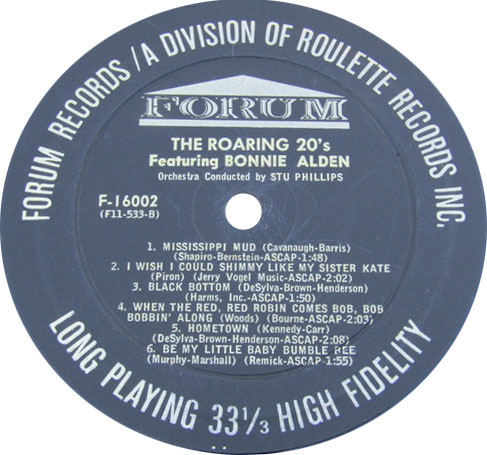 FORUM RECORDS/A DIVISION OF ROULETTE RECORDS INC.
FORUM
THE ROARING 20's
Featuring BONNIE ALDEN
Orchestra Conducted by STU PHILLIPS
F-16002
(F11-533-B)
1. MISSISSIPPI MUD (Cavanaugh-Barris)
(Shapiro-Bernstein-ASCAP-1:48)
2. I WISH I COULD SHIMMY LIKE MY SISTER KATE
(Piron) (Jerry Vogel Music-ASCAP-2:02)
3. BLACK BOTTOM (DeSylva-Brown-Henderson)
(Harms, Inc.-ASCAP-1:50)
4. WHEN THE RED, RED ROBIN COMES BOB, BOB
BOBBIN' ALONG (Woods) (Bourne-ASCAP-2:03)
5. HOMETOWN (Kennedy-Carr)
(DeSylva-Brown-Henderson-ASCAP-2:08)
6. BE MY LITTLE BABY BUMBLE BEE
(Murphy-Marshall) (Remick-ASCAP-1:55)
LONG PLAYING 33⅓ HIGH FIDELITY